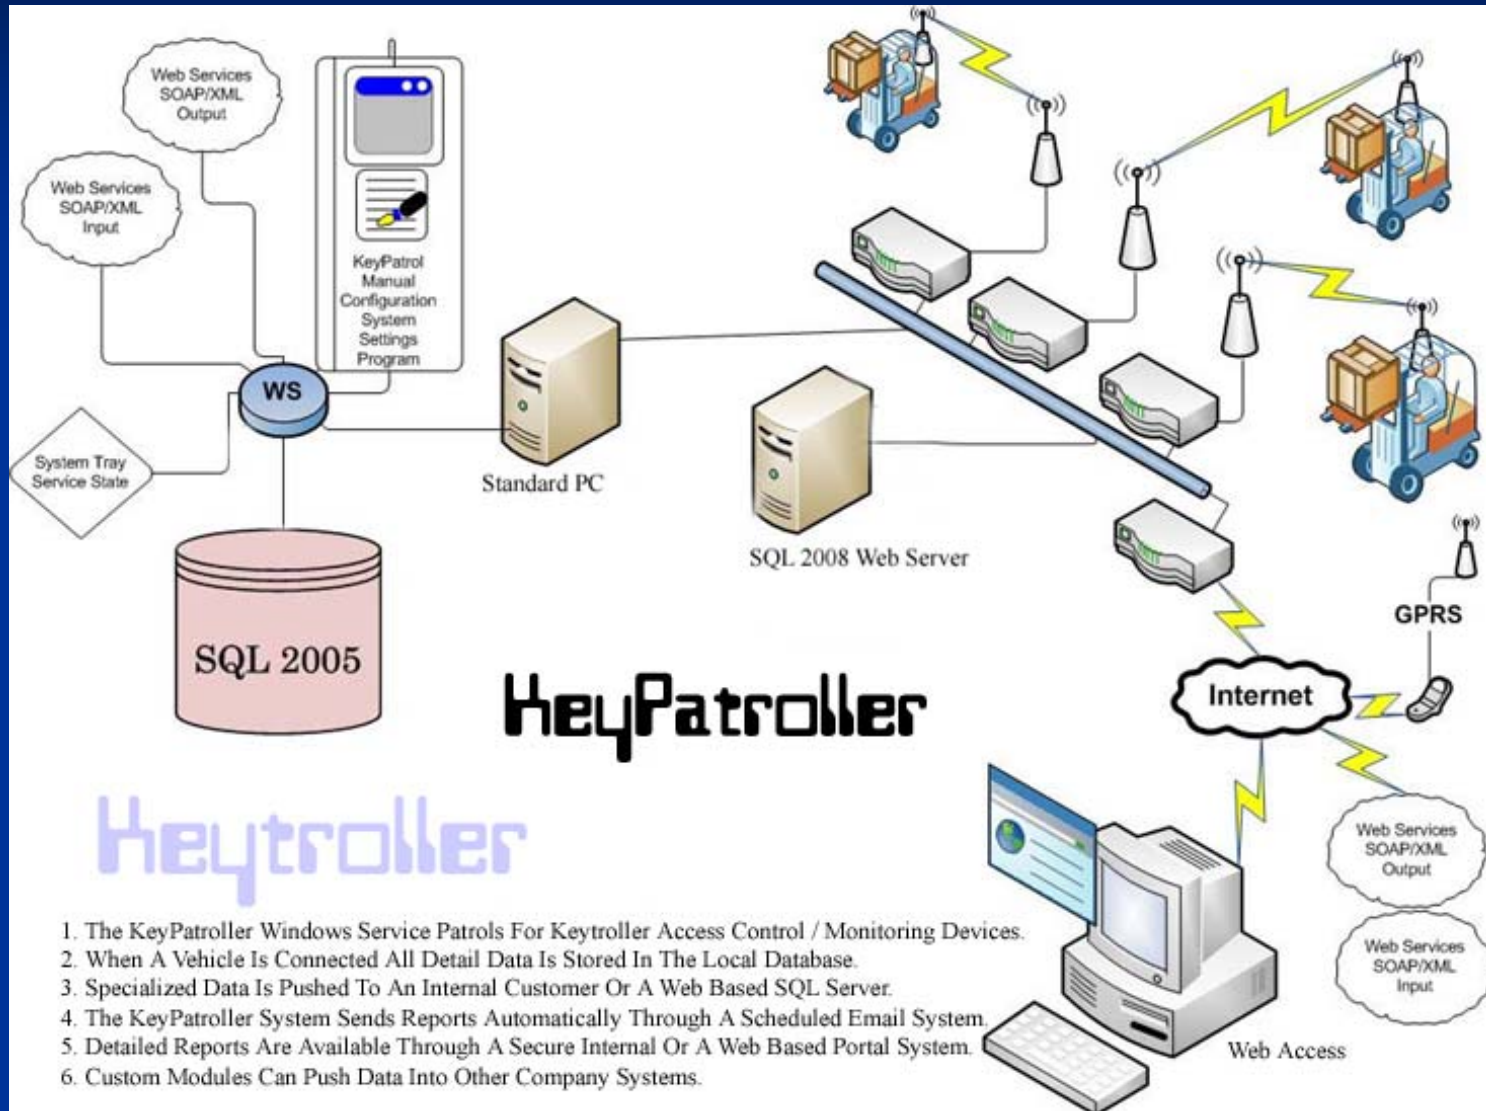 Web Services
SOAP/XML
Output
Web Services
SOAP/XML
Input
KeyPatrol
Manual
Configuration
System
Settings
Program
WS
System Tray
Service State
Standard PC
SQL 2008 Web Server
SQL 2005
GPRS
Internet
KeyPatroller
Keytroller
Web Services
SOAP/XML
Output
Web Services
SOAP/XML
Input
Web Access
1. The KeyPatroller Windows Service Patrols For Keytroller Access Control / Monitoring Devices.
2. When A Vehicle Is Connected All Detail Data Is Stored In The Local Database.
3. Specialized Data Is Pushed To An Internal Customer Or A Web Based SQL Server.
4. The KeyPatroller System Sends Reports Automatically Through A Scheduled Email System.
5. Detailed Reports Are Available Through A Secure Internal Or A Web Based Portal System.
6. Custom Modules Can Push Data Into Other Company Systems.